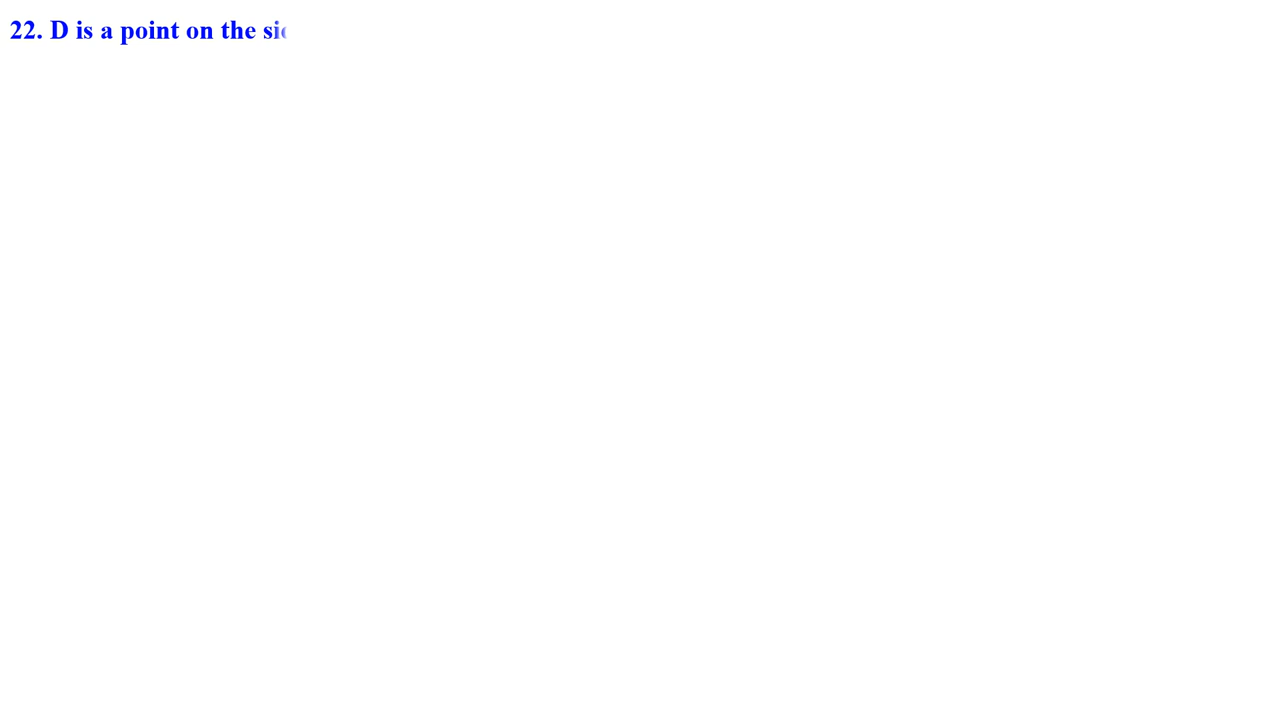 22. D is a point on the